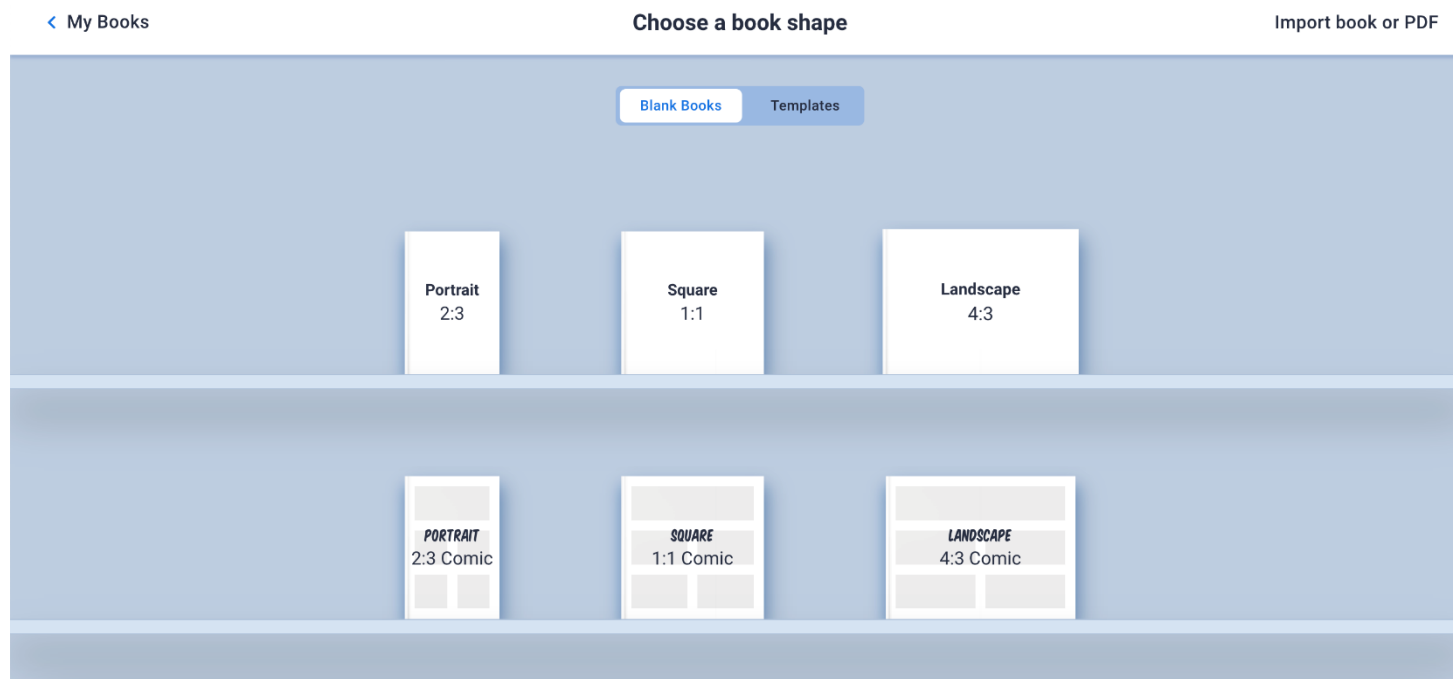 My Books
Choose a book shape
Import book or PDF
Blank Books
Templates
Portrait
2:3
Square
1:1
Landscape
4:3
PORTRAIT
2:3 Comic
SQUARE
1:1 Comic
LANDSCAPE
4:3 Comic